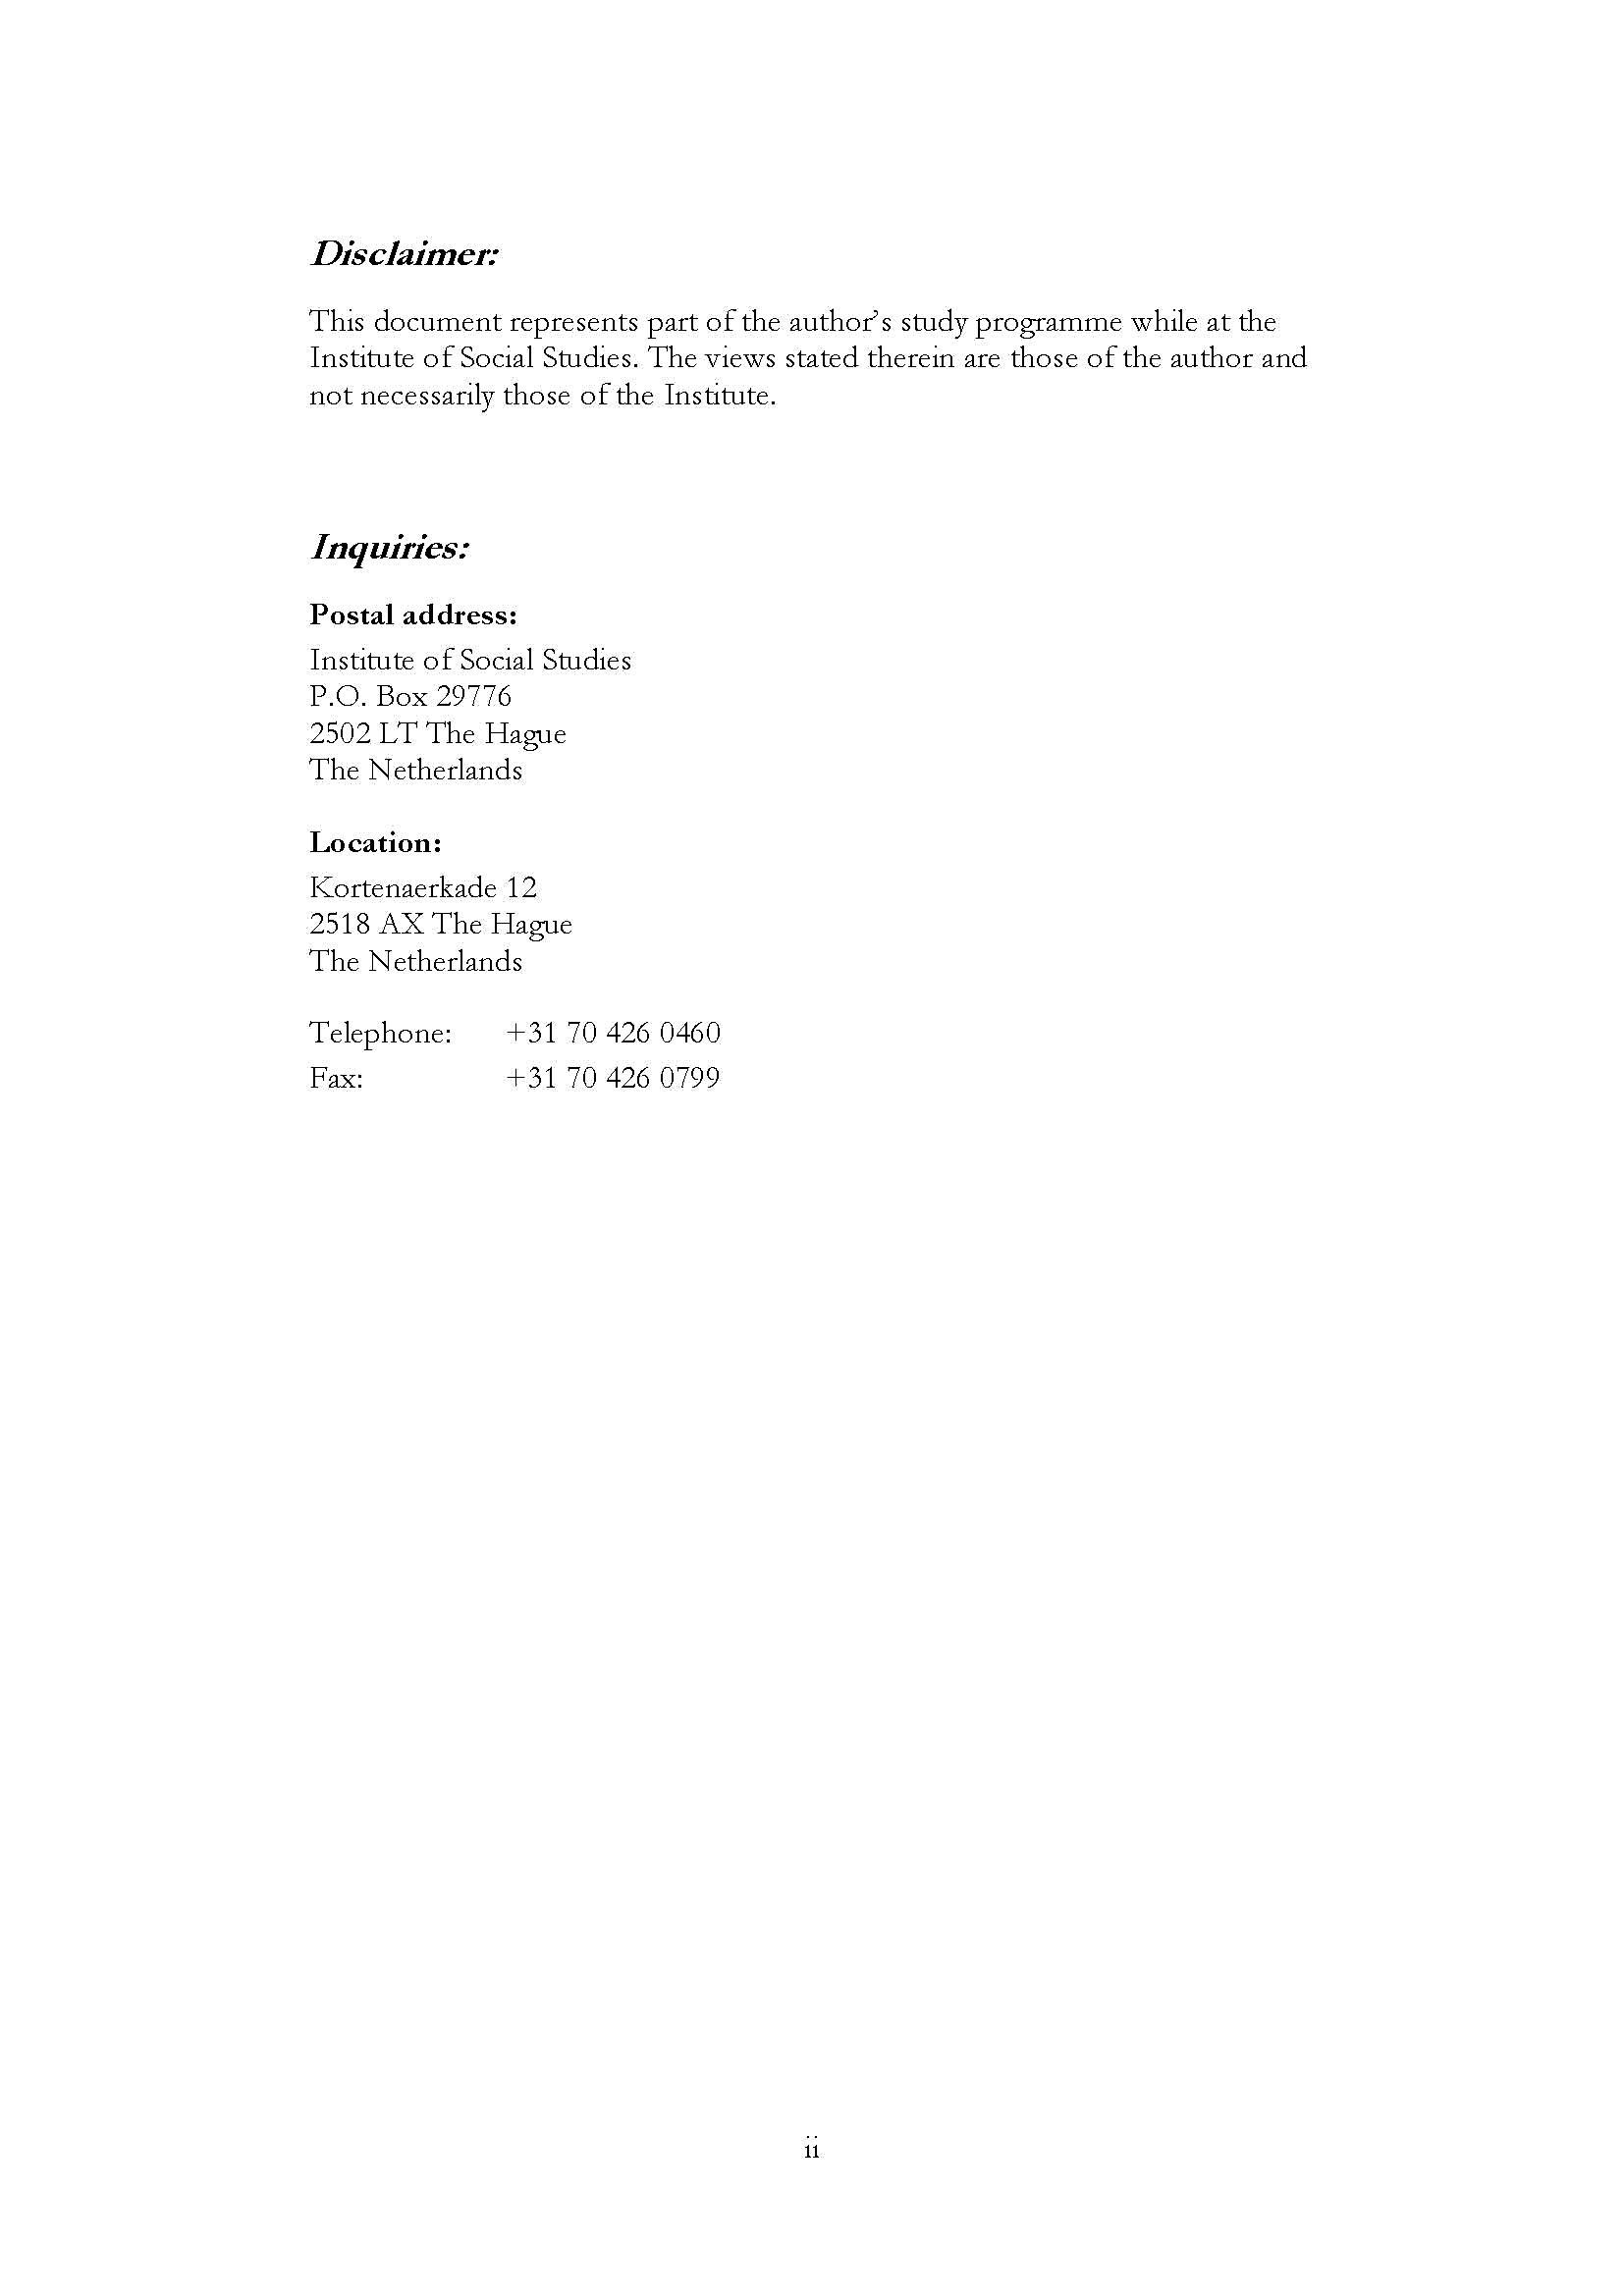 Disclaimer:
This document represents part of the author’s study programme while at the
Institute of Social Studies. The views stated therein are those of the author and
not necessarily those of the Institute.
Inquiries:
Postal address:
Institute of Social Studies
P.O. Box 29776
2502 LT The Hague
The Netherlands
Location:
Kortenaerkade 12
2518 AX The Hague
The Netherlands
Telephone: +31 70 426 0460
Fax: +31 70 426 0799
ii